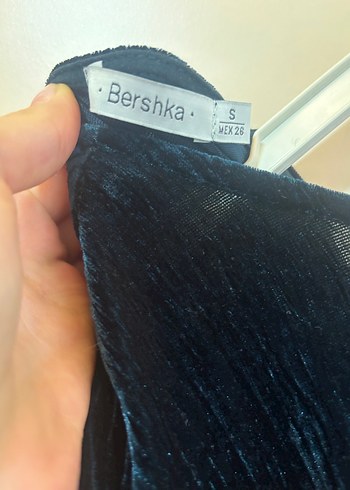 · Bershka ·
S
MEX 26